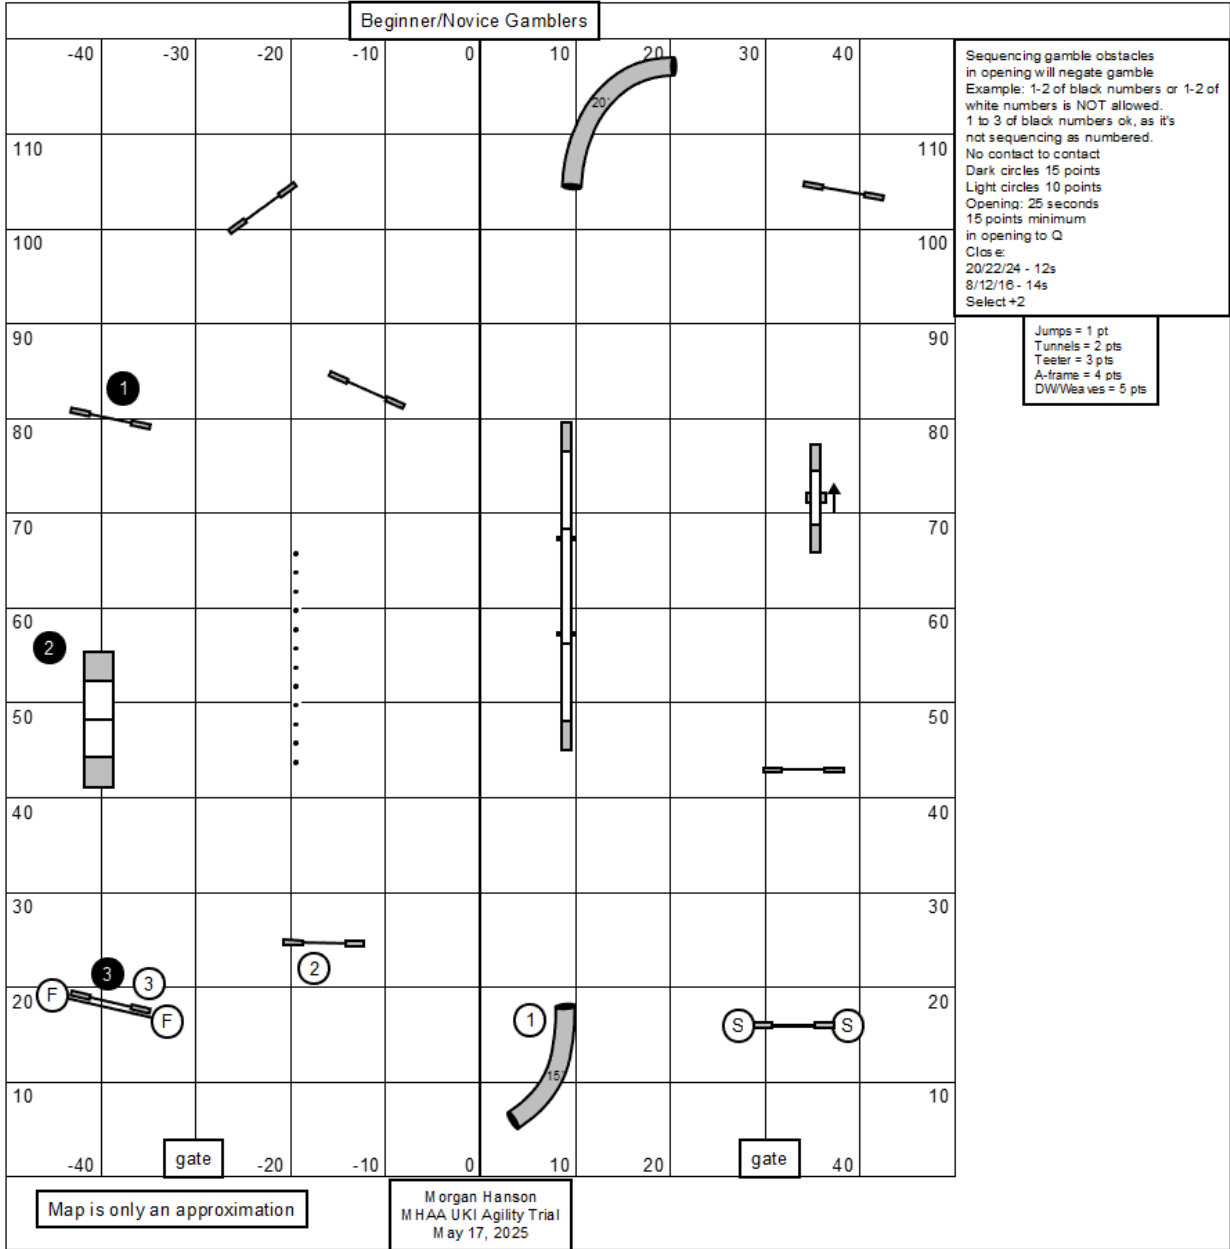 Beginner/Novice Gamblers
-40 -30 -20 -10 0 10 20 30 40
Sequencing gamble obstacles
in opening will negate gamble
Example: 1-2 of black numbers or 1-2 of
white numbers is NOT allowed.
1 to 3 of black numbers ok, as it's
not sequencing as numbered.
No contact to contact
Dark circles 15 points
Light circles 10 points
Opening: 25 seconds
15 points minimum
in opening to Q
Close:
20/22/24 - 12s
8/12/16 - 14s
Select +2
Jumps = 1 pt
Tunnels = 2 pts
Teeter = 3 pts
A-frame = 4 pts
DW/Weaves = 5 pts
20'
110 110
100 100
90 90
1
80 80
70 70
60 60
2
50 50
40 40
30 30
2
3 3
20 20
F F
1
S S
15'
10 10
-40 gate -20 -10 0 10 20 gate 40
Map is only an approximation
Morgan Hanson
MHAA UKI Agility Trial
May 17, 2025